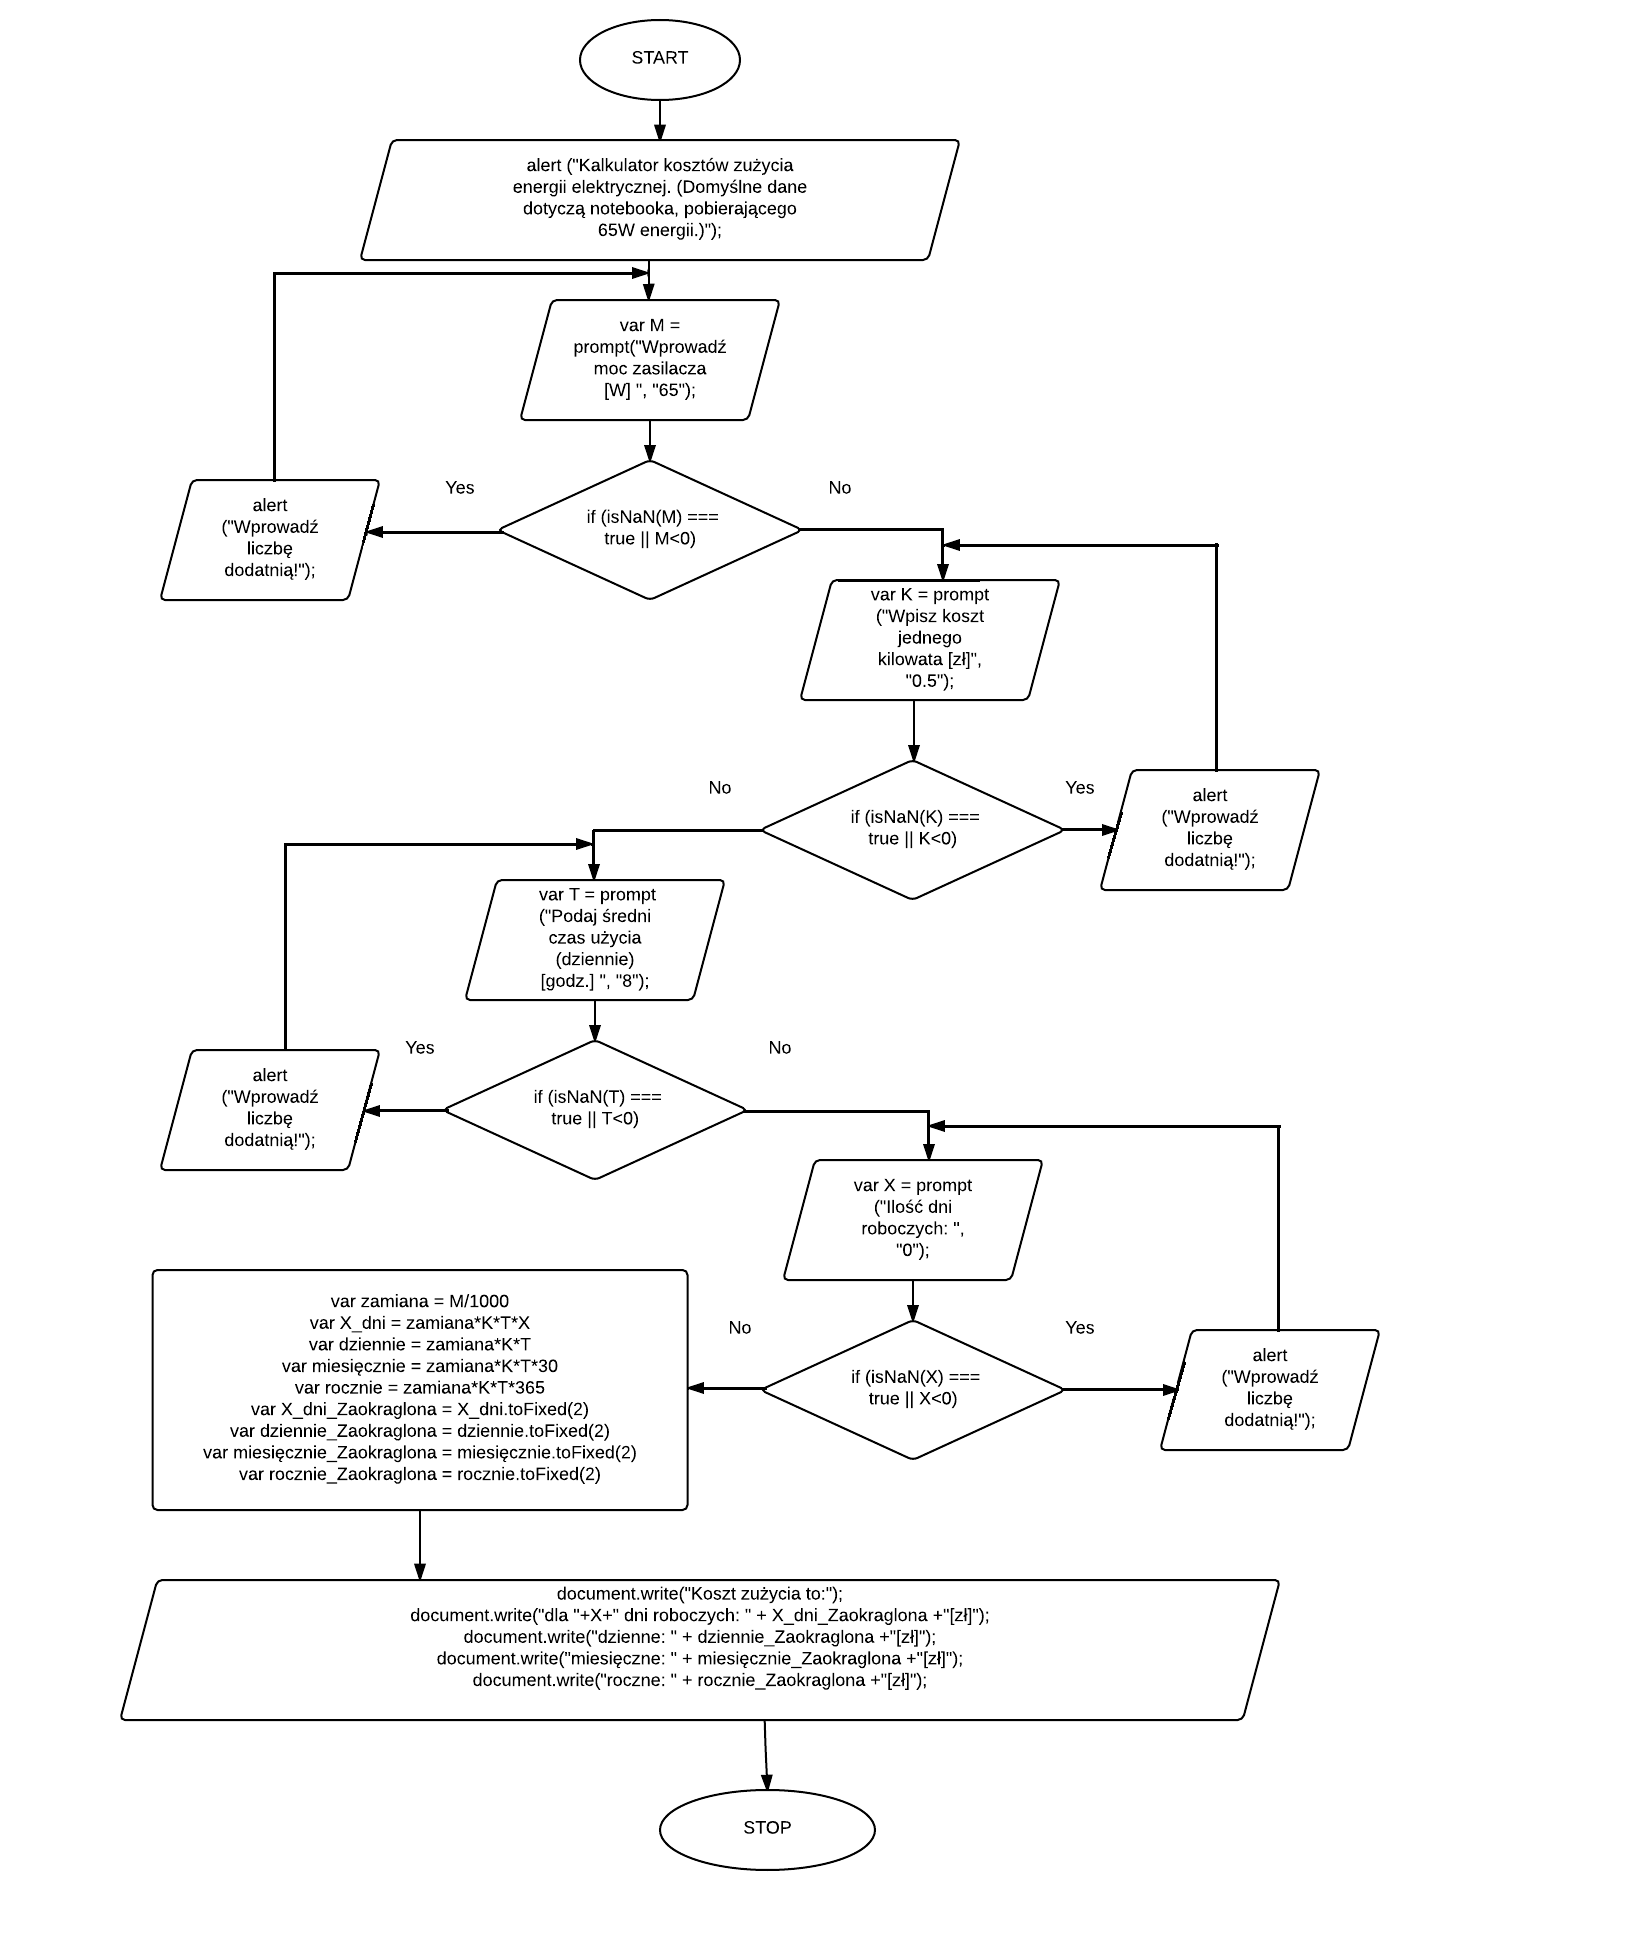 START
alert ("Kalkulator kosztów zużycia
energii elektrycznej. (Domyślne dane
dotyczą notebooka, pobierającego
65W energii.)");
var M =
prompt("Wprowadź
moc zasilacza
[W] ", "65");
Yes
No
if (isNaN(M) ===
true || M<0)
alert
("Wprowadź
liczbę
dodatnią!");
var K = prompt
("Wpisz koszt
jednego
kilowata [zł]",
"0.5");
No
Yes
if (isNaN(K) ===
true || K<0)
alert
("Wprowadź
liczbę
dodatnią!");
var T = prompt
("Podaj średni
czas użycia
(dziennie)
[godz.] ", "8");
Yes
No
if (isNaN(T) ===
true || T<0)
alert
("Wprowadź
liczbę
dodatnią!");
var X = prompt
("Ilość dni
roboczych: ",
"0");
No
Yes
if (isNaN(X) ===
true || X<0)
alert
("Wprowadź
liczbę
dodatnią!");
var zamiana = M/1000
var X_dni = zamiana*K*T*X
var dziennie = zamiana*K*T
var miesięcznie = zamiana*K*T*30
var rocznie = zamiana*K*T*365
var X_dni_Zaokraglona = X_dni.toFixed(2)
var dziennie_Zaokraglona = dziennie.toFixed(2)
var miesięcznie_Zaokraglona = miesięcznie.toFixed(2)
var rocznie_Zaokraglona = rocznie.toFixed(2)
document.write("Koszt zużycia to:");
document.write("dla "+X+" dni roboczych: " + X_dni_Zaokraglona +"[zł]");
document.write("dzienne: " + dziennie_Zaokraglona +"[zł]");
document.write("miesięczne: " + miesięcznie_Zaokraglona +"[zł]");
document.write("roczne: " + rocznie_Zaokraglona +"[zł]");
STOP